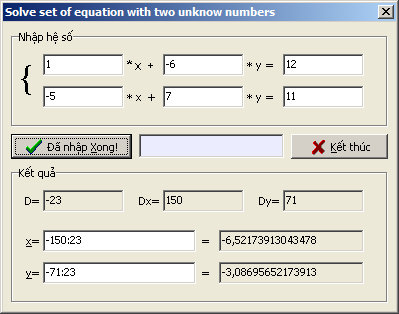 Solve set of equation with two unknow numbers
Nhập hệ số
{ 1 * x + -6 * y = 12
-5 * x + 7 * y = 11
Đã nhập Xong! Kết thúc
Kết quả
D= -23 Dx= 150 Dy= 71
x= -150:23 = -6,52173913043478
y= -71:23 = -3,08695652173913